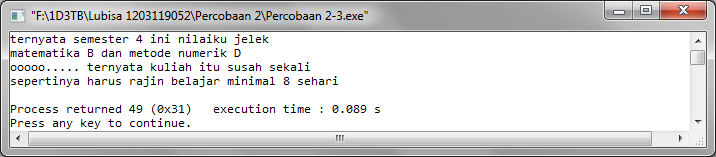 "F:\1D3TB\Lubisa 1203119052\Percobaan 2\Percobaan 2-3.exe"
ternyata semester 4 ini nilaiku jelek
matematika B dan metode numerik D
ooooo..... ternyata kuliah itu susah sekali
sepertinya harus rajin belajar minimal 8 sehari
Process returned 49 (0x31)   execution time : 0.089 s
Press any key to continue.